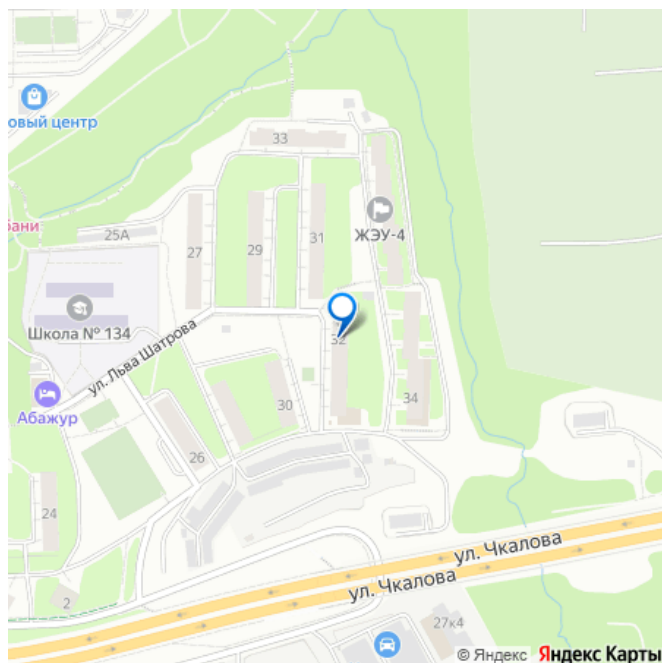 овый центр
33
ЖЭУ-4
бани
25А
27
29
31
Школа № 134
ул. Льва Шатрова
32
Абажур
30
34
26
24
ул. Чкалова
ул. Чкалова
2
27к4
© Яндекс Яндекс Карты